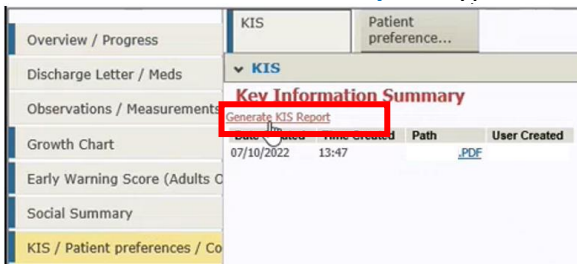 KIS
Patient
preference...
Overview / Progress
Discharge Letter / Meds
Observations / Measurements
Growth Chart
Early Warning Score (Adults O
Social Summary
KIS / Patient preferences / Co
KIS
Key Information Summary
Generate KIS Report
Date Time Created Path User Created
07/10/2022 13:47 .PDF